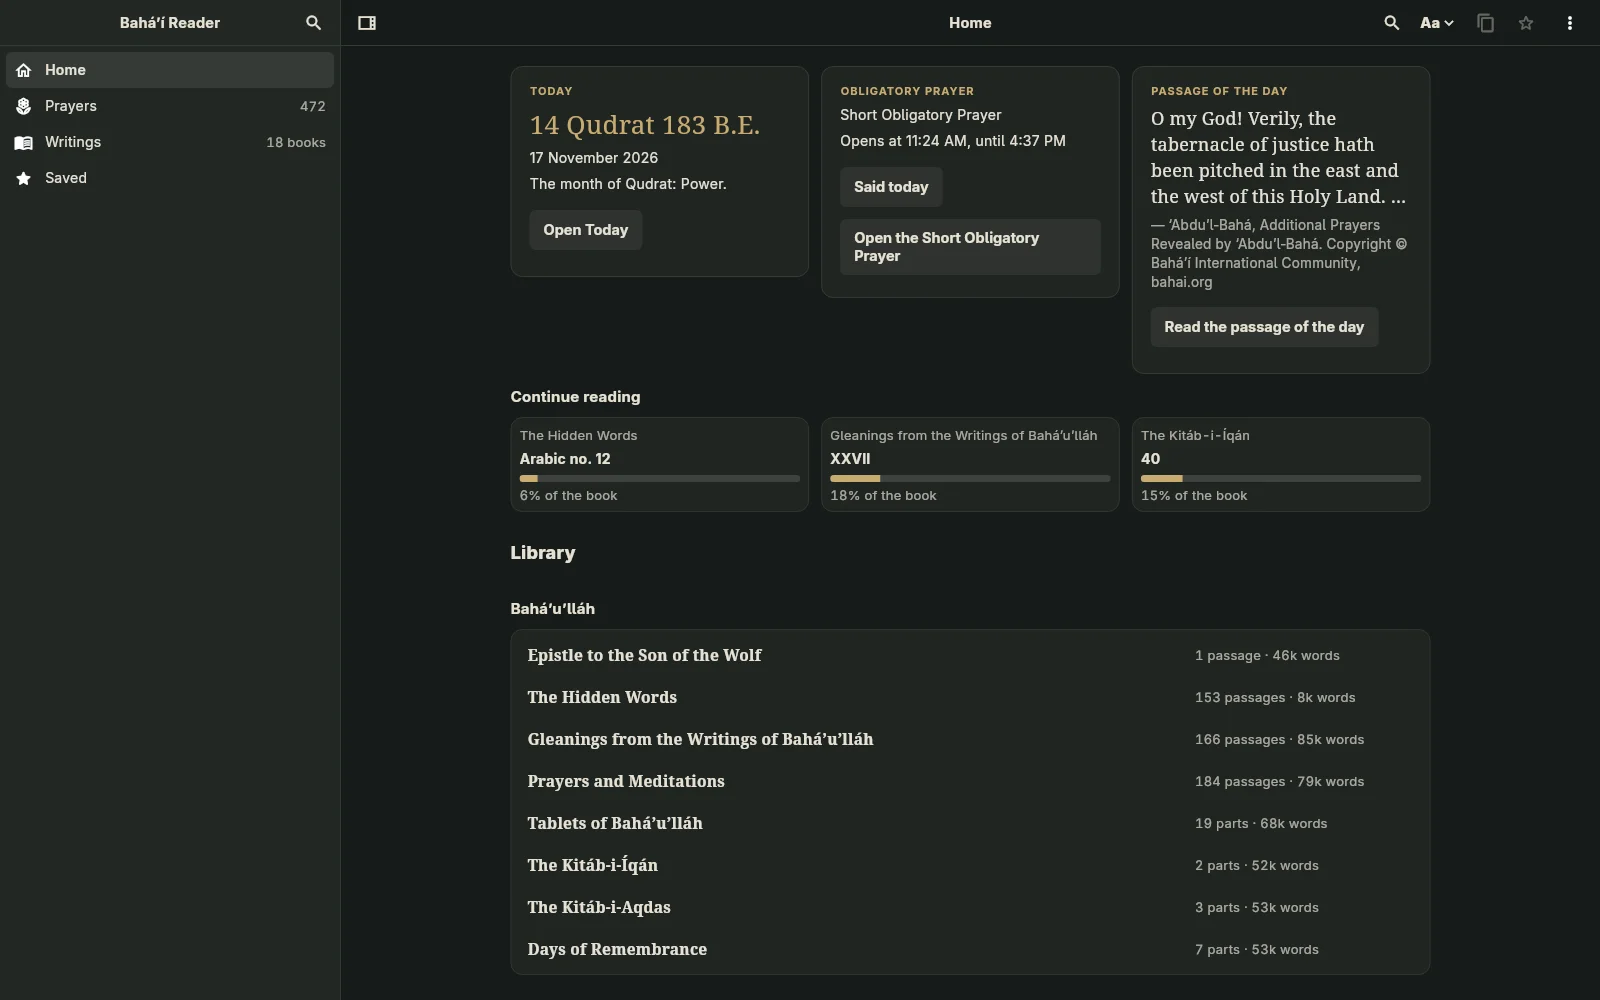 Bahá’í Reader
Home
Prayers 472
Writings 18 books
Saved
Home
Aa
TODAY
14 Qudrat 183 B.E.
17 November 2026
The month of Qudrat: Power.
Open Today
OBLIGATORY PRAYER
Short Obligatory Prayer
Opens at 11:24 AM, until 4:37 PM
Said today
Open the Short Obligatory
Prayer
PASSAGE OF THE DAY
O my God! Verily, the
tabernacle of justice hath
been pitched in the east and
the west of this Holy Land. ...
— ‘Abdu’l-Bahá, Additional Prayers
Revealed by ‘Abdu’l-Bahá. Copyright ©
Bahá’í International Community,
bahai.org
Read the passage of the day
Continue reading
The Hidden Words
Arabic no. 12
6% of the book
Gleanings from the Writings of Bahá’u’lláh
XXVII
18% of the book
The Kitáb-i-Íqán
40
15% of the book
Library
Bahá’u’lláh
Epistle to the Son of the Wolf 1 passage · 46k words
The Hidden Words 153 passages · 8k words
Gleanings from the Writings of Bahá’u’lláh 166 passages · 85k words
Prayers and Meditations 184 passages · 79k words
Tablets of Bahá’u’lláh 19 parts · 68k words
The Kitáb-i-Íqán 2 parts · 52k words
The Kitáb-i-Aqdas 3 parts · 53k words
Days of Remembrance 7 parts · 53k words